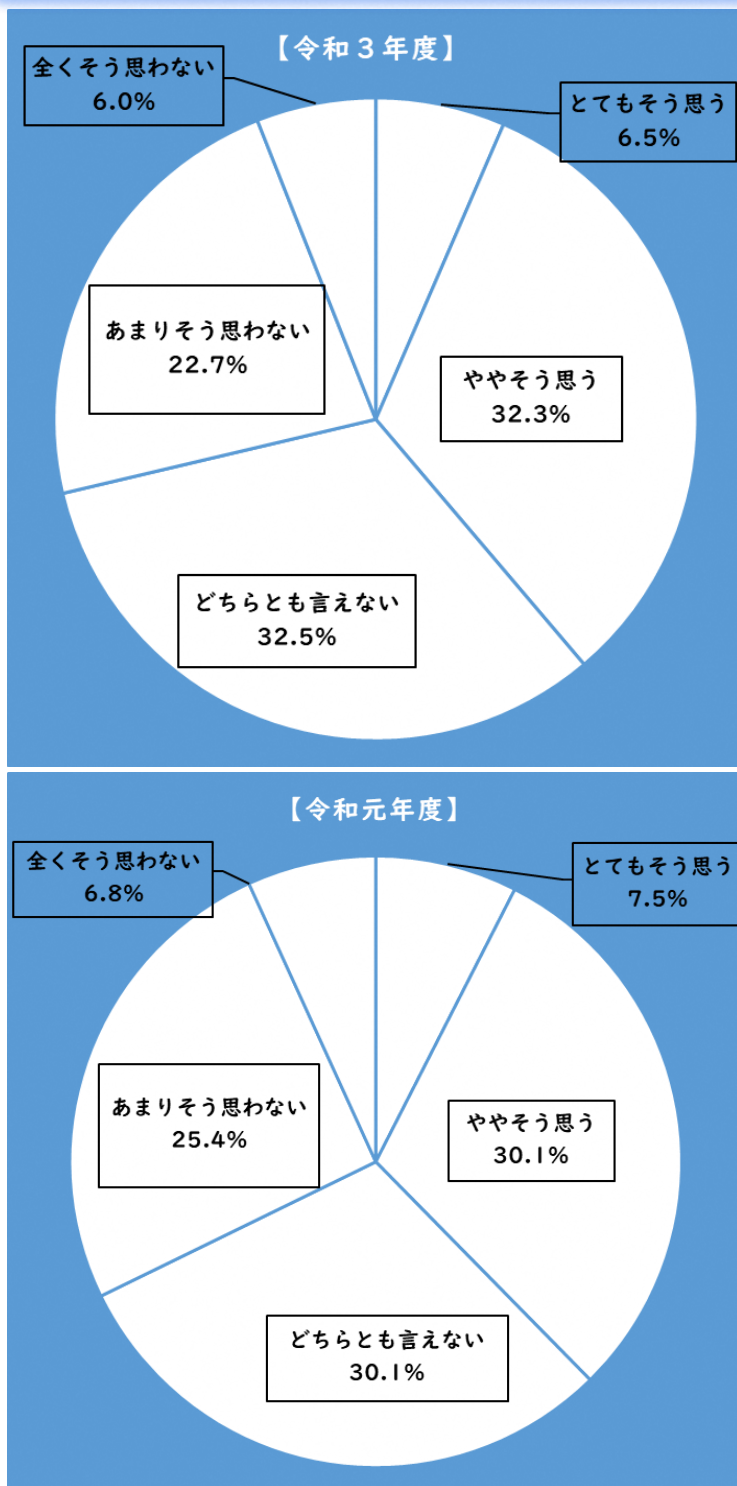 【令和3年度】
全くそう思わない
6.0%
とてもそう思う
6.5%
あまりそう思わない
22.7%
ややそう思う
32.3%
どちらとも言えない
32.5%
【令和元年度】
全くそう思わない
6.8%
とてもそう思う
7.5%
あまりそう思わない
25.4%
ややそう思う
30.1%
どちらとも言えない
30.1%